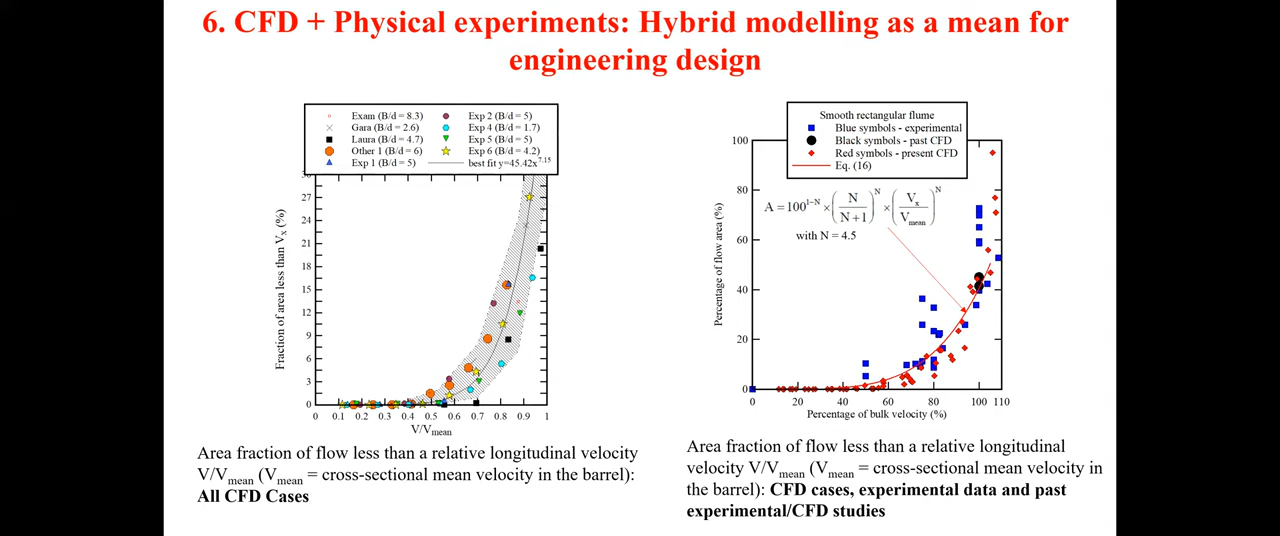 6. CFD + Physical experiments: Hybrid modelling as a mean for
engineering design
Exam (B/d = 8.3)
Gara (B/d = 2.6)
Laura (B/d = 4.7)
Other 1 (B/d = 6)
Exp 1 (B/d = 5)
Exp 2 (B/d = 5)
Exp 4 (B/d = 1.7)
Exp 5 (B/d = 5)
Exp 6 (B/d = 4.2)
best fit y=45.42x^7.15
Fraction of area less than Vx (%)
27
24
21
18
15
12
9
6
3
0
0 0.1 0.2 0.3 0.4 0.5 0.6 0.7 0.8 0.9 1
V/Vmean
Area fraction of flow less than a relative longitudinal velocity
V/Vmean (Vmean = cross-sectional mean velocity in the barrel):
All CFD Cases
Smooth rectangular flume
Blue symbols - experimental
Black symbols - past CFD
Red symbols - present CFD
Eq. (16)
A = 100^1-N × (N/N+1)^N × (Vx/Vmean)^N
with N = 4.5
Percentage of flow area (%)
100
80
60
40
20
0
0 20 40 60 80 100 110
Percentage of bulk velocity (%)
Area fraction of flow less than a relative longitudinal
velocity V/Vmean (Vmean = cross-sectional mean velocity in
the barrel): CFD cases, experimental data and past
experimental/CFD studies